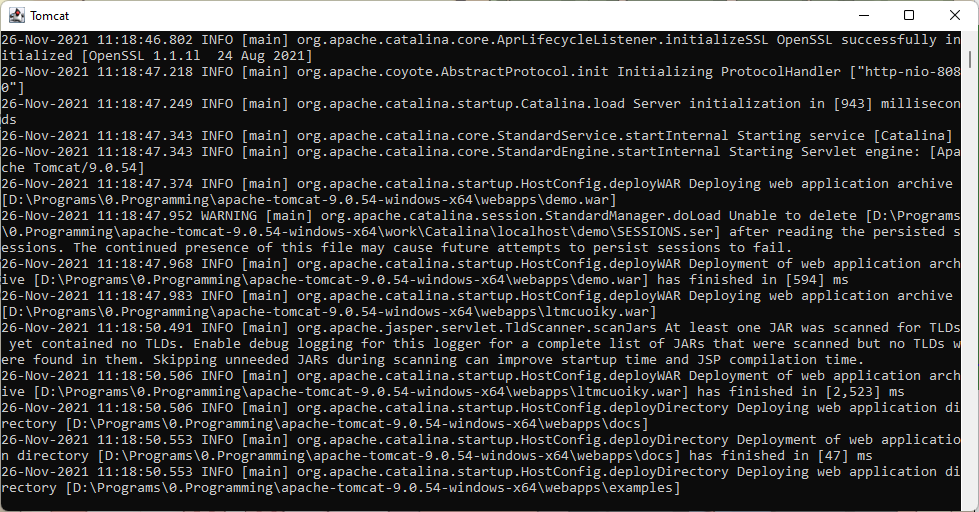 Tomcat
26-Nov-2021 11:18:46.802 INFO [main] org.apache.catalina.core.AprLifecycleListener.initializeSSL OpenSSL successfully in
itialized [OpenSSL 1.1.1l  24 Aug 2021]
26-Nov-2021 11:18:47.218 INFO [main] org.apache.coyote.AbstractProtocol.init Initializing ProtocolHandler ["http-nio-808
0"]
26-Nov-2021 11:18:47.249 INFO [main] org.apache.catalina.startup.Catalina.load Server initialization in [943] millisecon
ds
26-Nov-2021 11:18:47.343 INFO [main] org.apache.catalina.core.StandardService.startInternal Starting service [Catalina]
26-Nov-2021 11:18:47.343 INFO [main] org.apache.catalina.core.StandardEngine.startInternal Starting Servlet engine: [Apa
che Tomcat/9.0.54]
26-Nov-2021 11:18:47.374 INFO [main] org.apache.catalina.startup.HostConfig.deployWAR Deploying web application archive
[D:\Programs\0.Programming\apache-tomcat-9.0.54-windows-x64\webapps\demo.war]
26-Nov-2021 11:18:47.952 WARNING [main] org.apache.catalina.session.StandardManager.doLoad Unable to delete [D:\Programs
\0.Programming\apache-tomcat-9.0.54-windows-x64\work\Catalina\localhost\demo\SESSIONS.ser] after reading the persisted s
essions. The continued presence of this file may cause future attempts to persist sessions to fail.
26-Nov-2021 11:18:47.968 INFO [main] org.apache.catalina.startup.HostConfig.deployWAR Deployment of web application arch
ive [D:\Programs\0.Programming\apache-tomcat-9.0.54-windows-x64\webapps\demo.war] has finished in [594] ms
26-Nov-2021 11:18:47.983 INFO [main] org.apache.catalina.startup.HostConfig.deployWAR Deploying web application archive
[D:\Programs\0.Programming\apache-tomcat-9.0.54-windows-x64\webapps\ltmcuoiky.war]
26-Nov-2021 11:18:50.491 INFO [main] org.apache.jasper.servlet.TldScanner.scanJars At least one JAR was scanned for TLDs
 yet contained no TLDs. Enable debug logging for this logger for a complete list of JARs that were scanned but no TLDs w
ere found in them. Skipping unneeded JARs during scanning can improve startup time and JSP compilation time.
26-Nov-2021 11:18:50.506 INFO [main] org.apache.catalina.startup.HostConfig.deployWAR Deployment of web application arch
ive [D:\Programs\0.Programming\apache-tomcat-9.0.54-windows-x64\webapps\ltmcuoiky.war] has finished in [2,523] ms
26-Nov-2021 11:18:50.506 INFO [main] org.apache.catalina.startup.HostConfig.deployDirectory Deploying web application di
rectory [D:\Programs\0.Programming\apache-tomcat-9.0.54-windows-x64\webapps\docs]
26-Nov-2021 11:18:50.553 INFO [main] org.apache.catalina.startup.HostConfig.deployDirectory Deployment of web applicatio
n directory [D:\Programs\0.Programming\apache-tomcat-9.0.54-windows-x64\webapps\docs] has finished in [47] ms
26-Nov-2021 11:18:50.553 INFO [main] org.apache.catalina.startup.HostConfig.deployDirectory Deploying web application di
rectory [D:\Programs\0.Programming\apache-tomcat-9.0.54-windows-x64\webapps\examples]